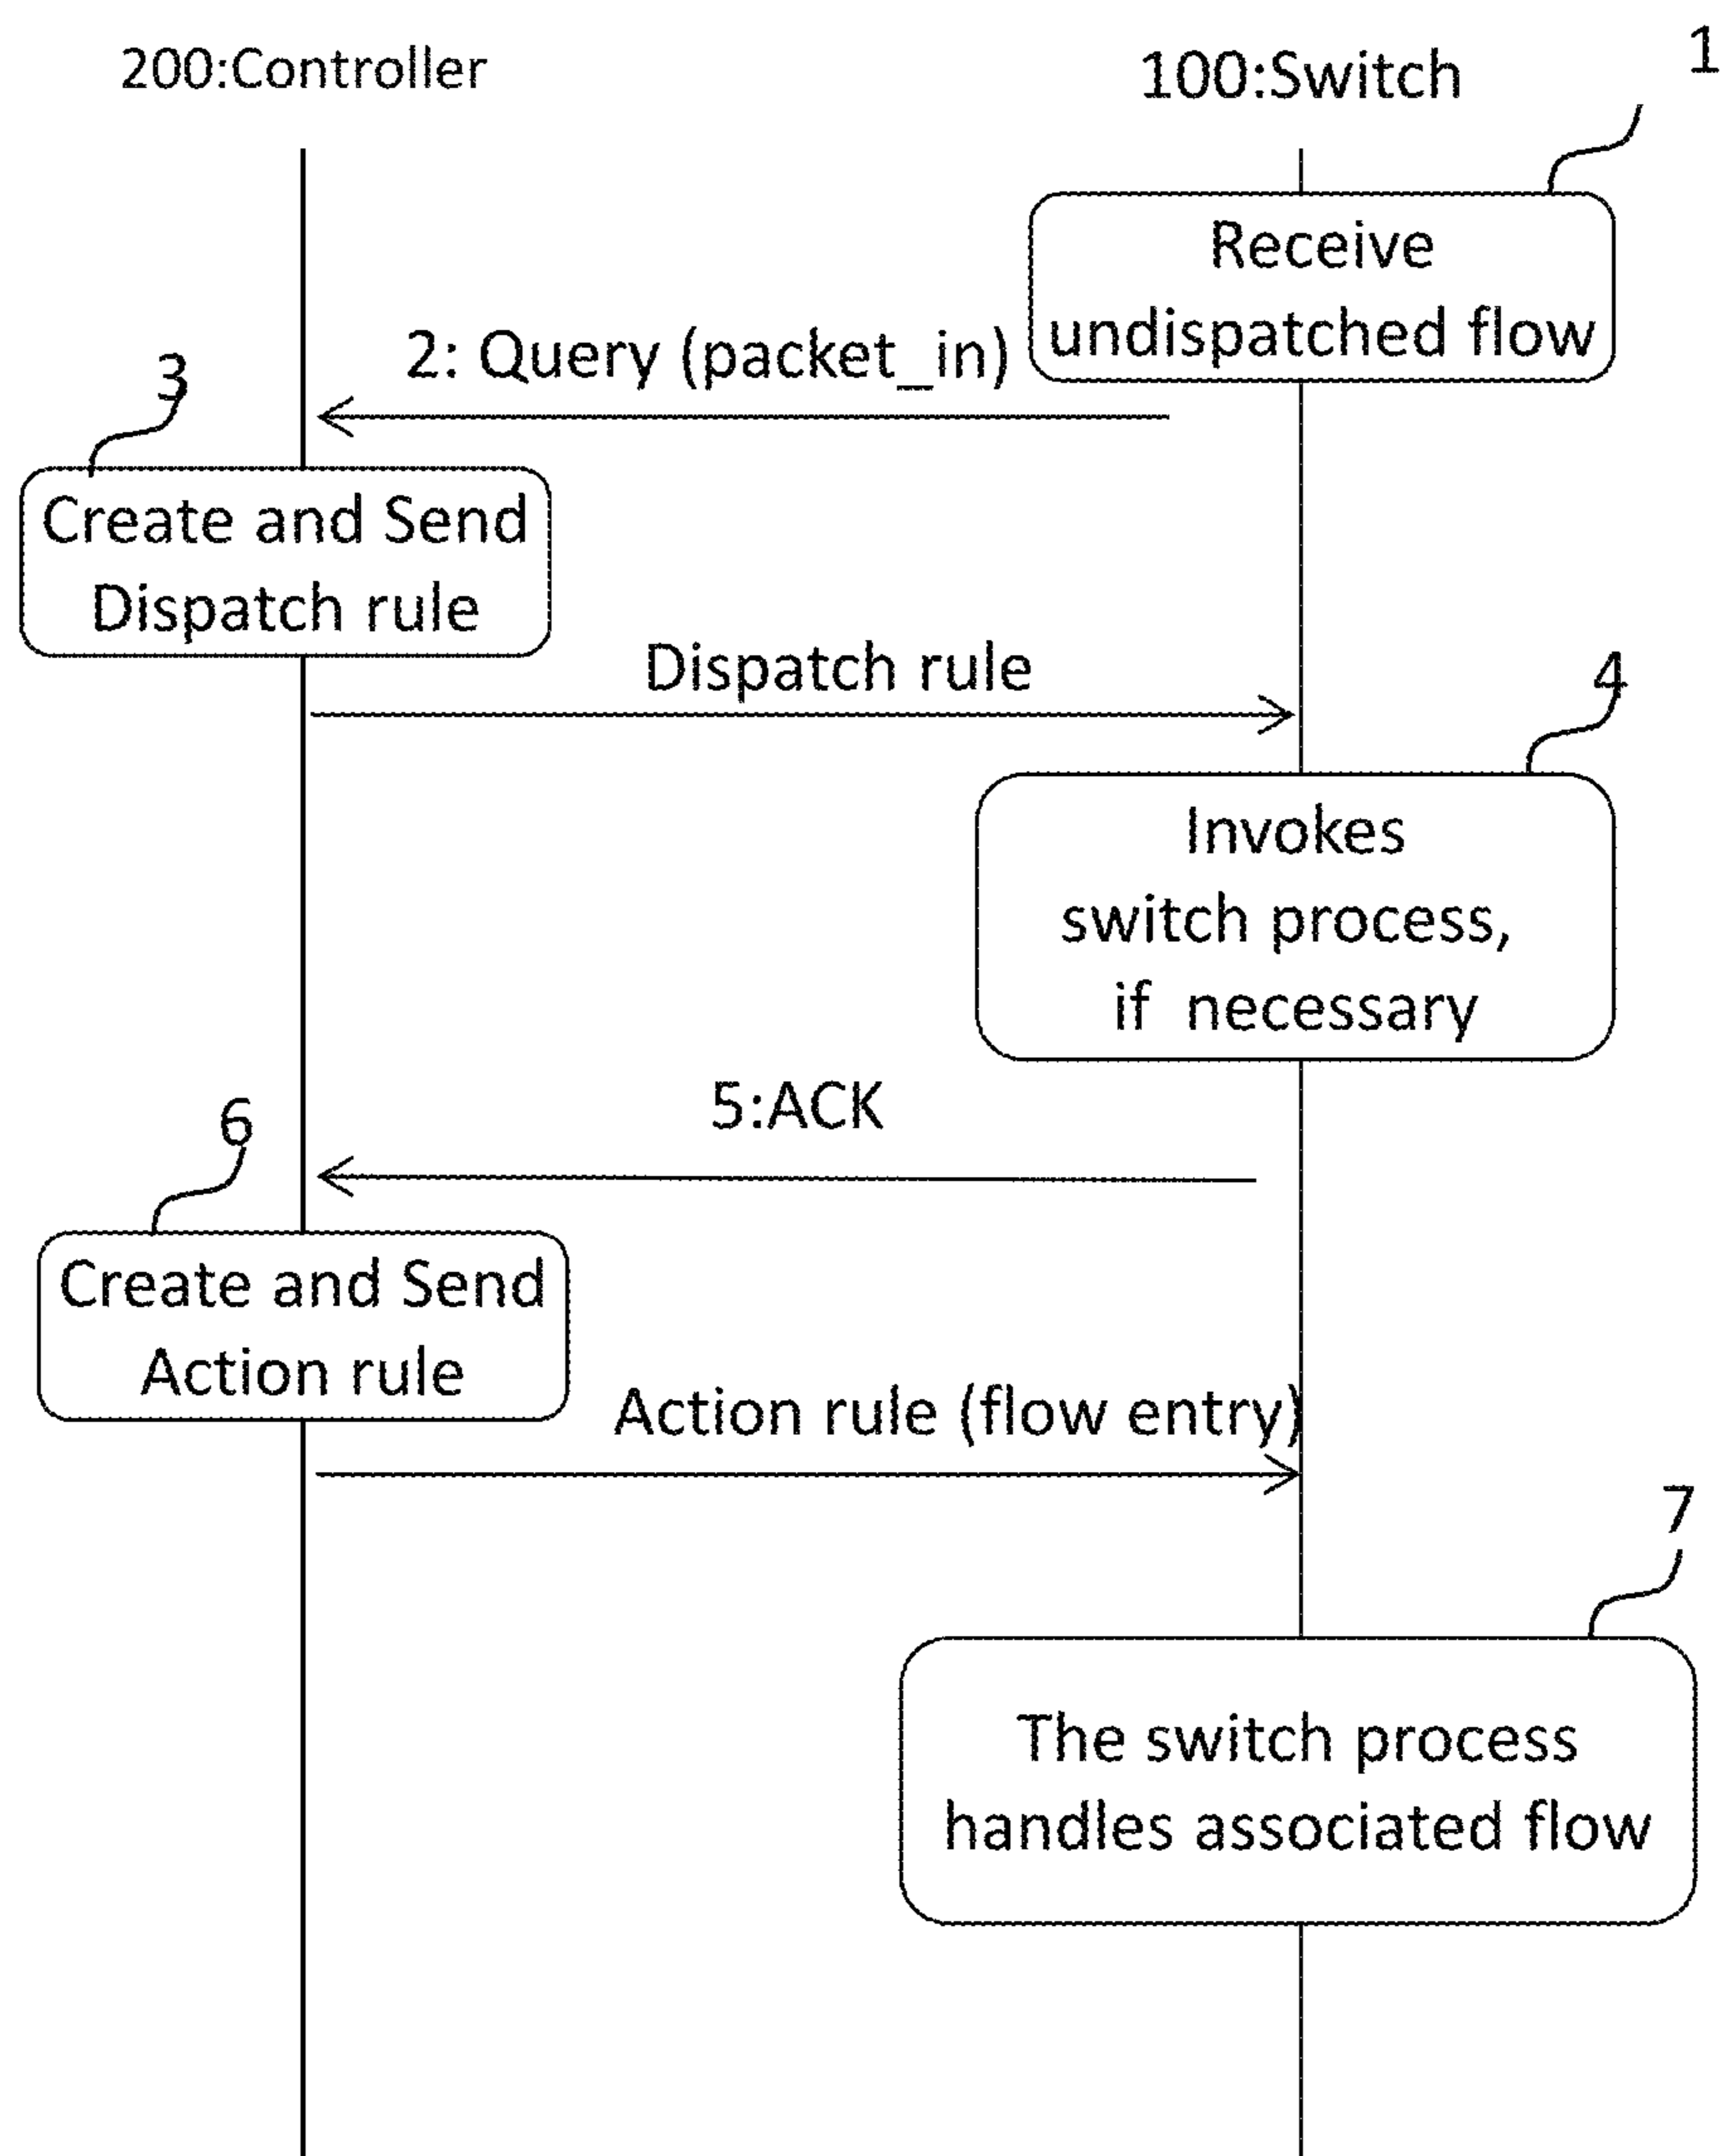 200:Controller
100:Switch
1
Receive
undispatched flow
2: Query (packet_in)
3
Create and Send
Dispatch rule
Dispatch rule
4
Invokes
switch process,
if necessary
5:ACK
6
Create and Send
Action rule
Action rule (flow entry)
7
The switch process
handles associated flow